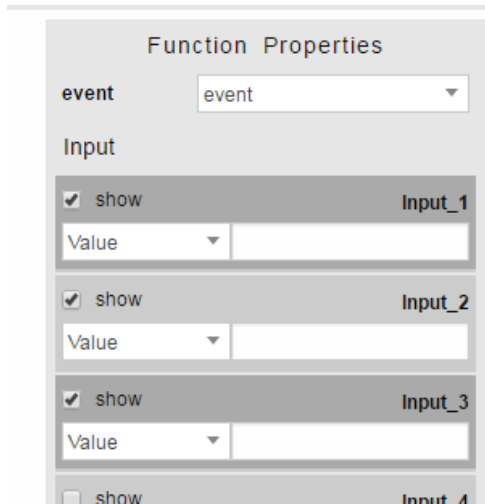 Function Properties
event event
Input
show Input_1
Value
show Input_2
Value
show Input_3
Value
show Input_4